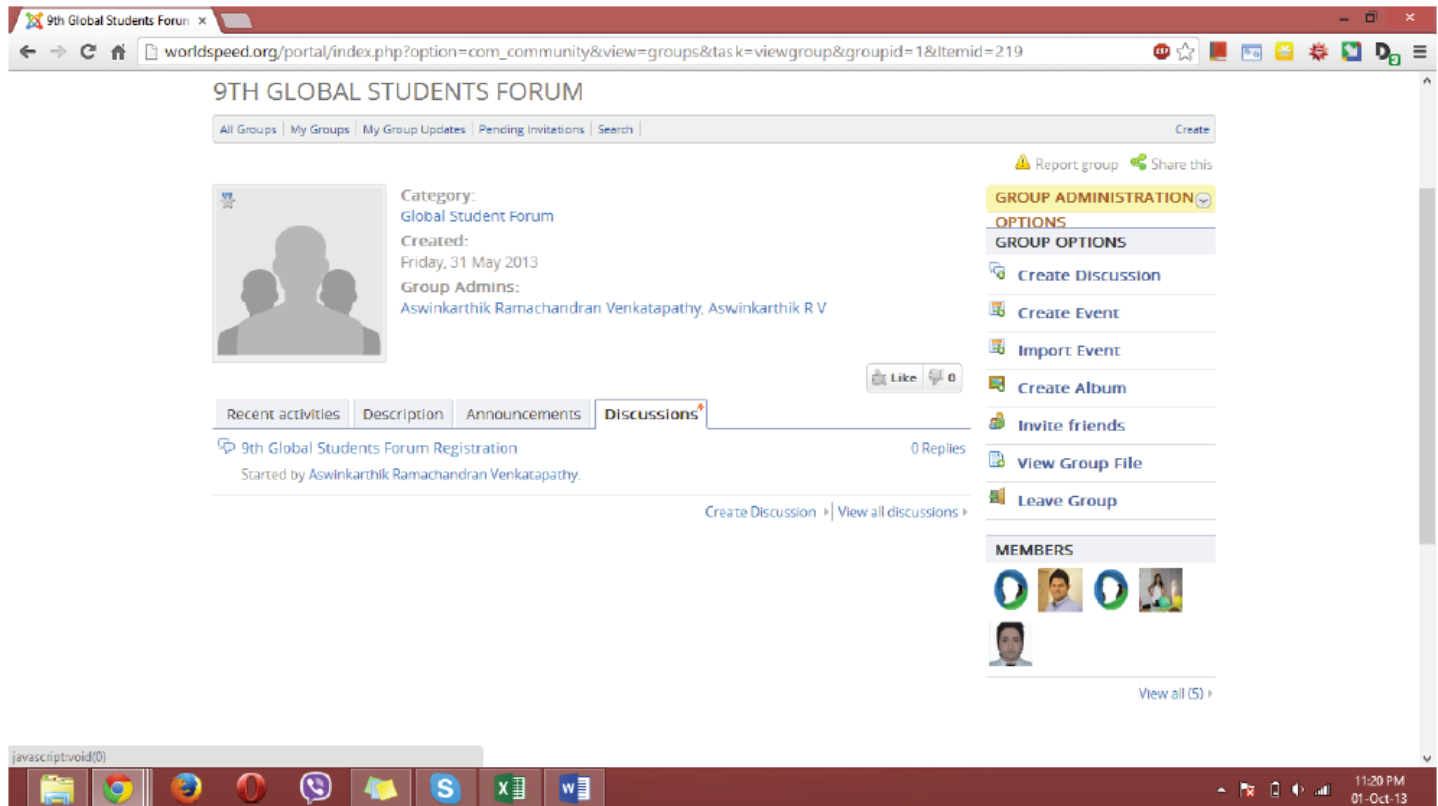 9th Global Students Forun
worldspeed.org/portal/index.php?option=com_community&view=groups&task=viewgroup&groupid=1&Itemid=219
9TH GLOBAL STUDENTS FORUM
All Groups | My Groups | My Group Updates | Pending Invitations | Search | Create
Report group Share this
Category:
Global Student Forum
Created:
Friday, 31 May 2013
Group Admins:
Aswinkarthik Ramachandran Venkatapathy, Aswinkarthik R V
Like 0
Recent activities Description Announcements Discussions
9th Global Students Forum Registration 0 Replies
Started by Aswinkarthik Ramachandran Venkatapathy.
Create Discussion | View all discussions
GROUP ADMINISTRATION
OPTIONS
GROUP OPTIONS
Create Discussion
Create Event
Import Event
Create Album
Invite friends
View Group File
Leave Group
MEMBERS
View all (5)
javascript:void(0)
11:20 PM
01-Oct-13